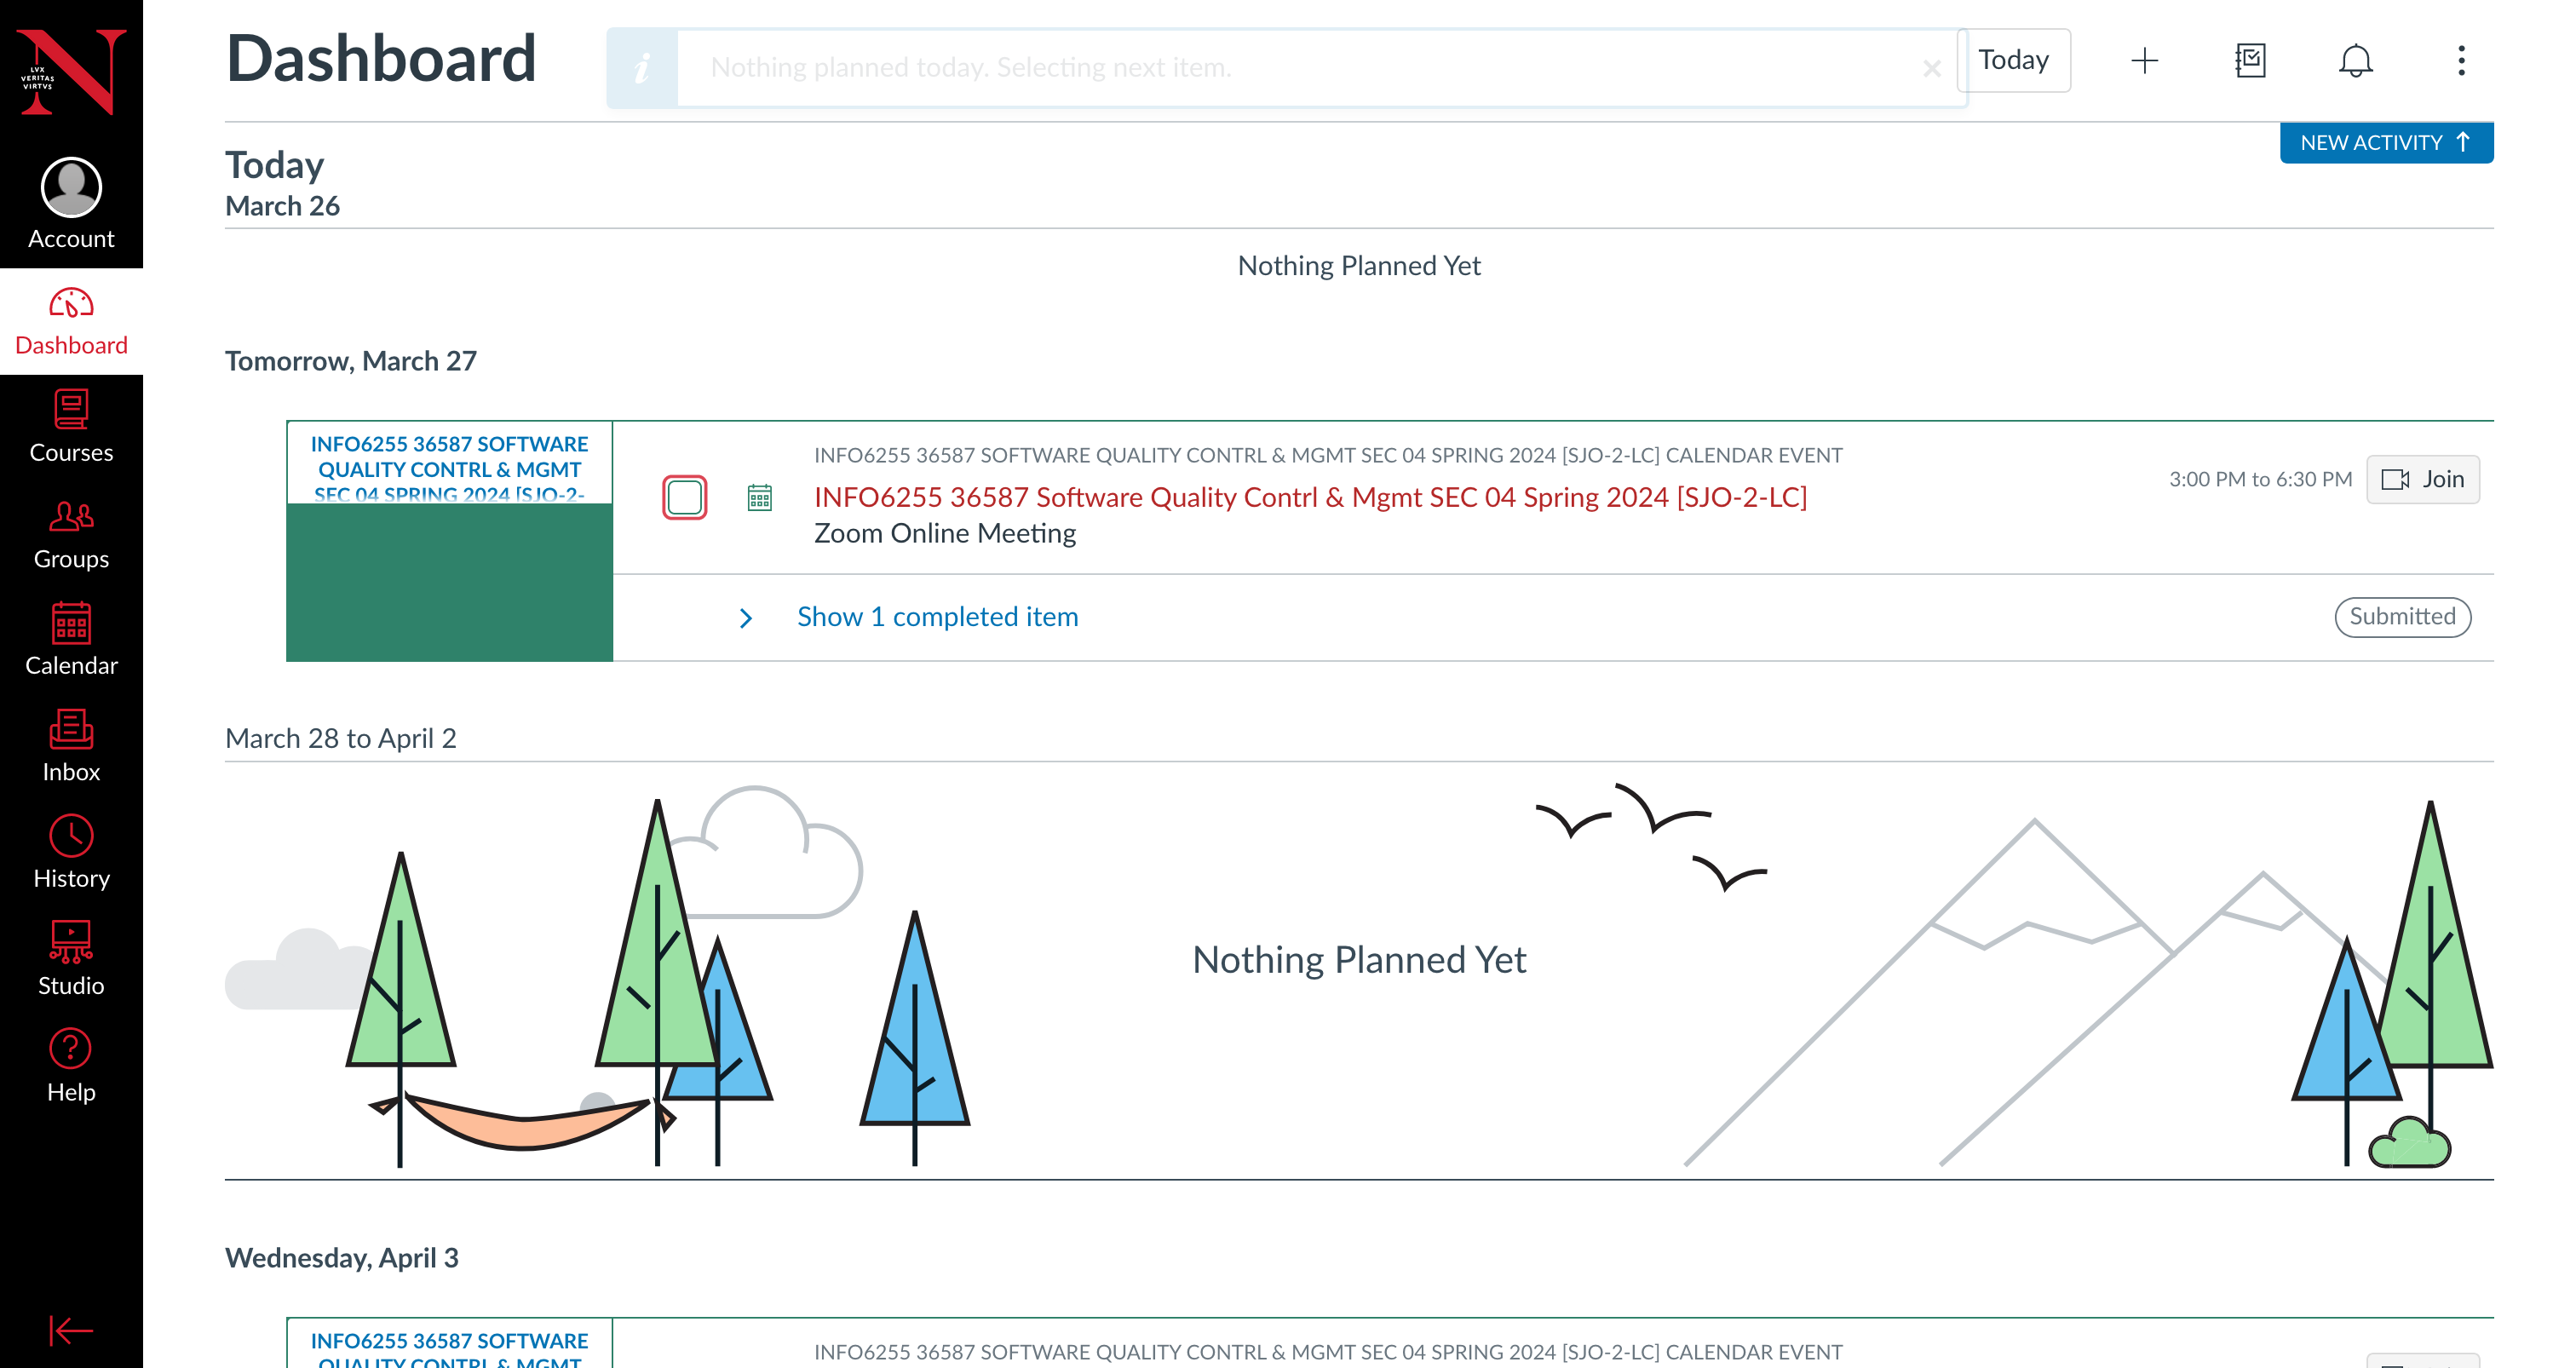 LVX
VERITAS
VIRTVS
Account
Dashboard
Courses
Groups
Calendar
Inbox
History
Studio
Help
Dashboard
i
Nothing planned today. Selecting next item.
Today
NEW ACTIVITY
Today
March 26
Nothing Planned Yet
Tomorrow, March 27
INFO6255 36587 SOFTWARE
QUALITY CONTRL & MGMT
SEC 04 SPRING 2024 [SJO-2-
INFO6255 36587 SOFTWARE QUALITY CONTRL & MGMT SEC 04 SPRING 2024 [SJO-2-LC] CALENDAR EVENT
INFO6255 36587 Software Quality Contrl & Mgmt SEC 04 Spring 2024 [SJO-2-LC]
Zoom Online Meeting
3:00 PM to 6:30 PM
Join
Show 1 completed item
Submitted
March 28 to April 2
Nothing Planned Yet
Wednesday, April 3
INFO6255 36587 SOFTWARE
QUALITY CONTRL & MGMT
INFO6255 36587 SOFTWARE QUALITY CONTRL & MGMT SEC 04 SPRING 2024 [SJO-2-LC] CALENDAR EVENT